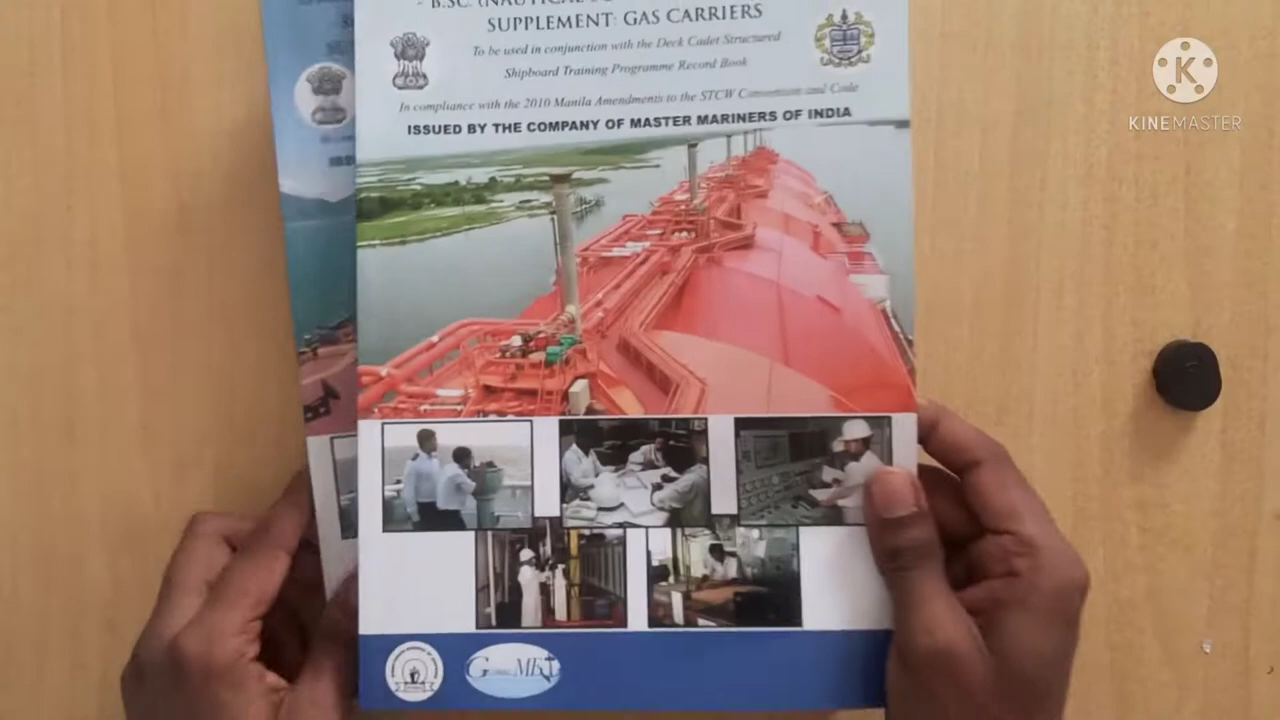 - B.SC. (NAUTICAL
SUPPLEMENT: GAS CARRIERS
To be used in conjunction with the Deck Cadet Structured
Shipboard Training Programme Record Book
In compliance with the 2010 Manila Amendments to the STCW Convention and Code
ISSUED BY THE COMPANY OF MASTER MARINERS OF INDIA
KINEMASTER